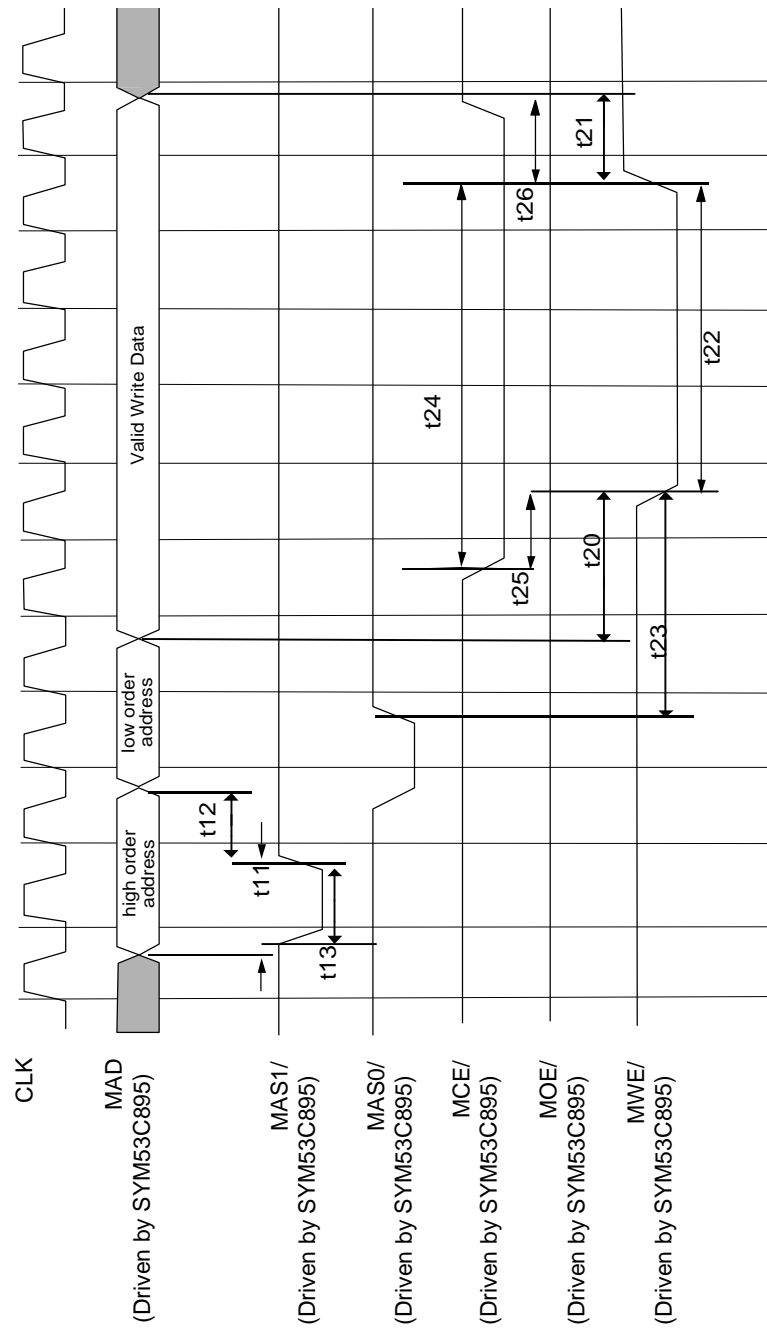 CLK
MAD
(Driven by SYM53C895)
high order
address
low order
address
Valid Write Data
t12
t11
MAS1/
(Driven by SYM53C895)
t13
MAS0/
(Driven by SYM53C895)
t24
MCE/
(Driven by SYM53C895)
t25
t26
MOE/
(Driven by SYM53C895)
t20
t21
MWE/
(Driven by SYM53C895)
t23
t22